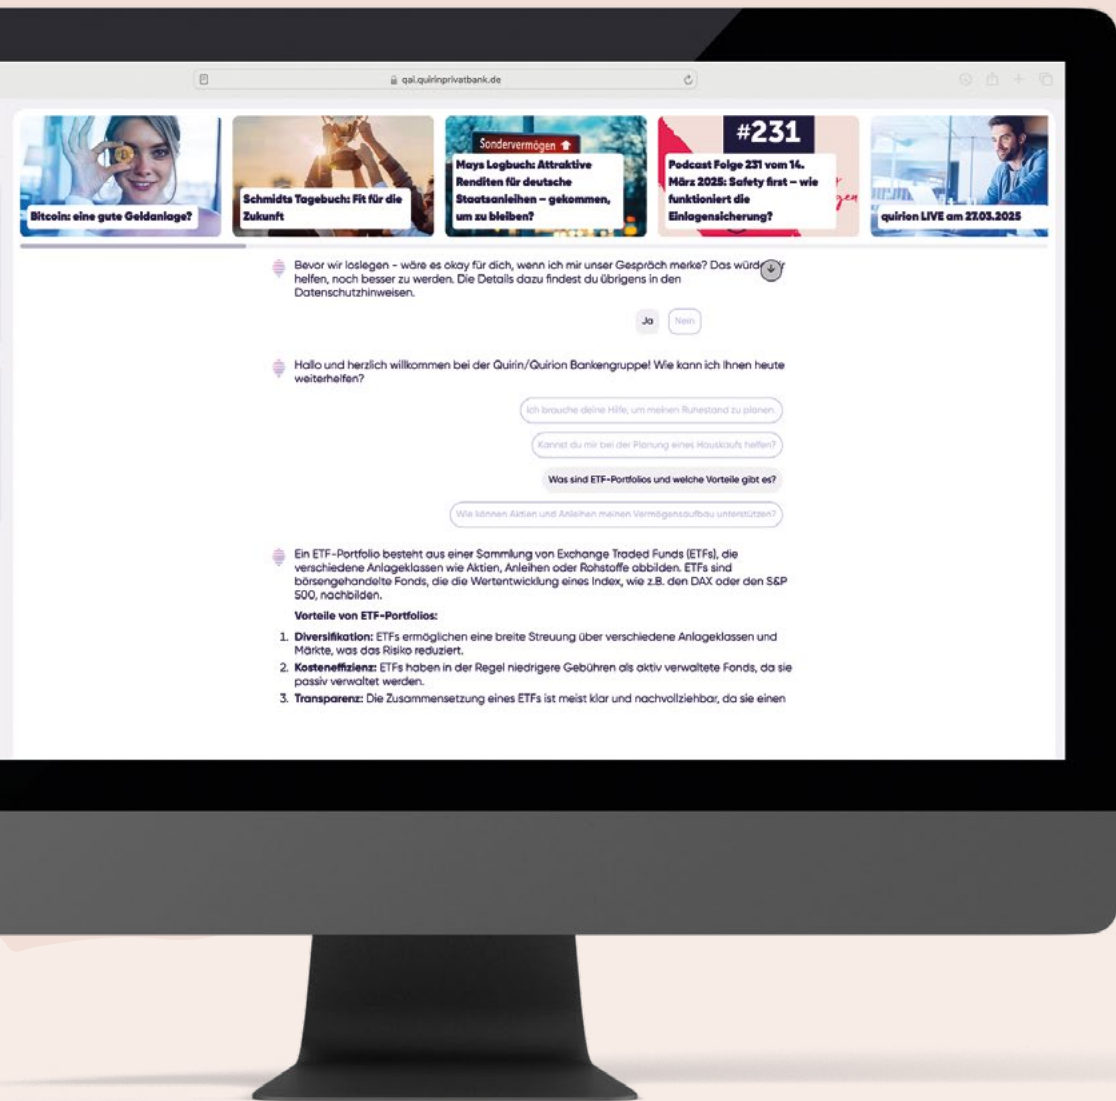 qai.quirinprivatbank.de
Bitcoin: eine gute Geldanlage?
Schmidts Tagebuch: Fit für die
Zukunft
Sondervermögen
Mays Logbuch: Attraktive
Renditen für deutsche
Staatsanleihen – gekommen,
um zu bleiben?
#231
Podcast Folge 231 vom 14.
März 2025: Safety first – wie
funktioniert die
Einlagensicherung?
quirion LIVE am 27.03.2025
Bevor wir loslegen - wäre es okay für dich, wenn ich mir unser Gespräch merke? Das würde
helfen, noch besser zu werden. Die Details dazu findest du übrigens in den
Datenschutzhinweisen.
Ja
Nein
Hallo und herzlich willkommen bei der Quirin/Quirion Bankengruppe! Wie kann ich Ihnen heute
weiterhelfen?
Ich brauche deine Hilfe, um meinen Ruhestand zu planen.
Kannst du mir bei der Planung eines Hauskaufs helfen?
Was sind ETF-Portfolios und welche Vorteile gibt es?
Wie können Aktien und Anleihen meinen Vermögensaufbau unterstützen?
Ein ETF-Portfolio besteht aus einer Sammlung von Exchange Traded Funds (ETFs), die
verschiedene Anlageklassen wie Aktien, Anleihen oder Rohstoffe abbilden. ETFs sind
börsengehandelte Fonds, die die Wertentwicklung eines Index, wie z.B. den DAX oder den S&P
500, nachbilden.
Vorteile von ETF-Portfolios:
1. Diversifikation: ETFs ermöglichen eine breite Streuung über verschiedene Anlageklassen und
Märkte, was das Risiko reduziert.
2. Kosteneffizienz: ETFs haben in der Regel niedrigere Gebühren als aktiv verwaltete Fonds, da sie
passiv verwaltet werden.
3. Transparenz: Die Zusammensetzung eines ETFs ist meist klar und nachvollziehbar, da sie einen